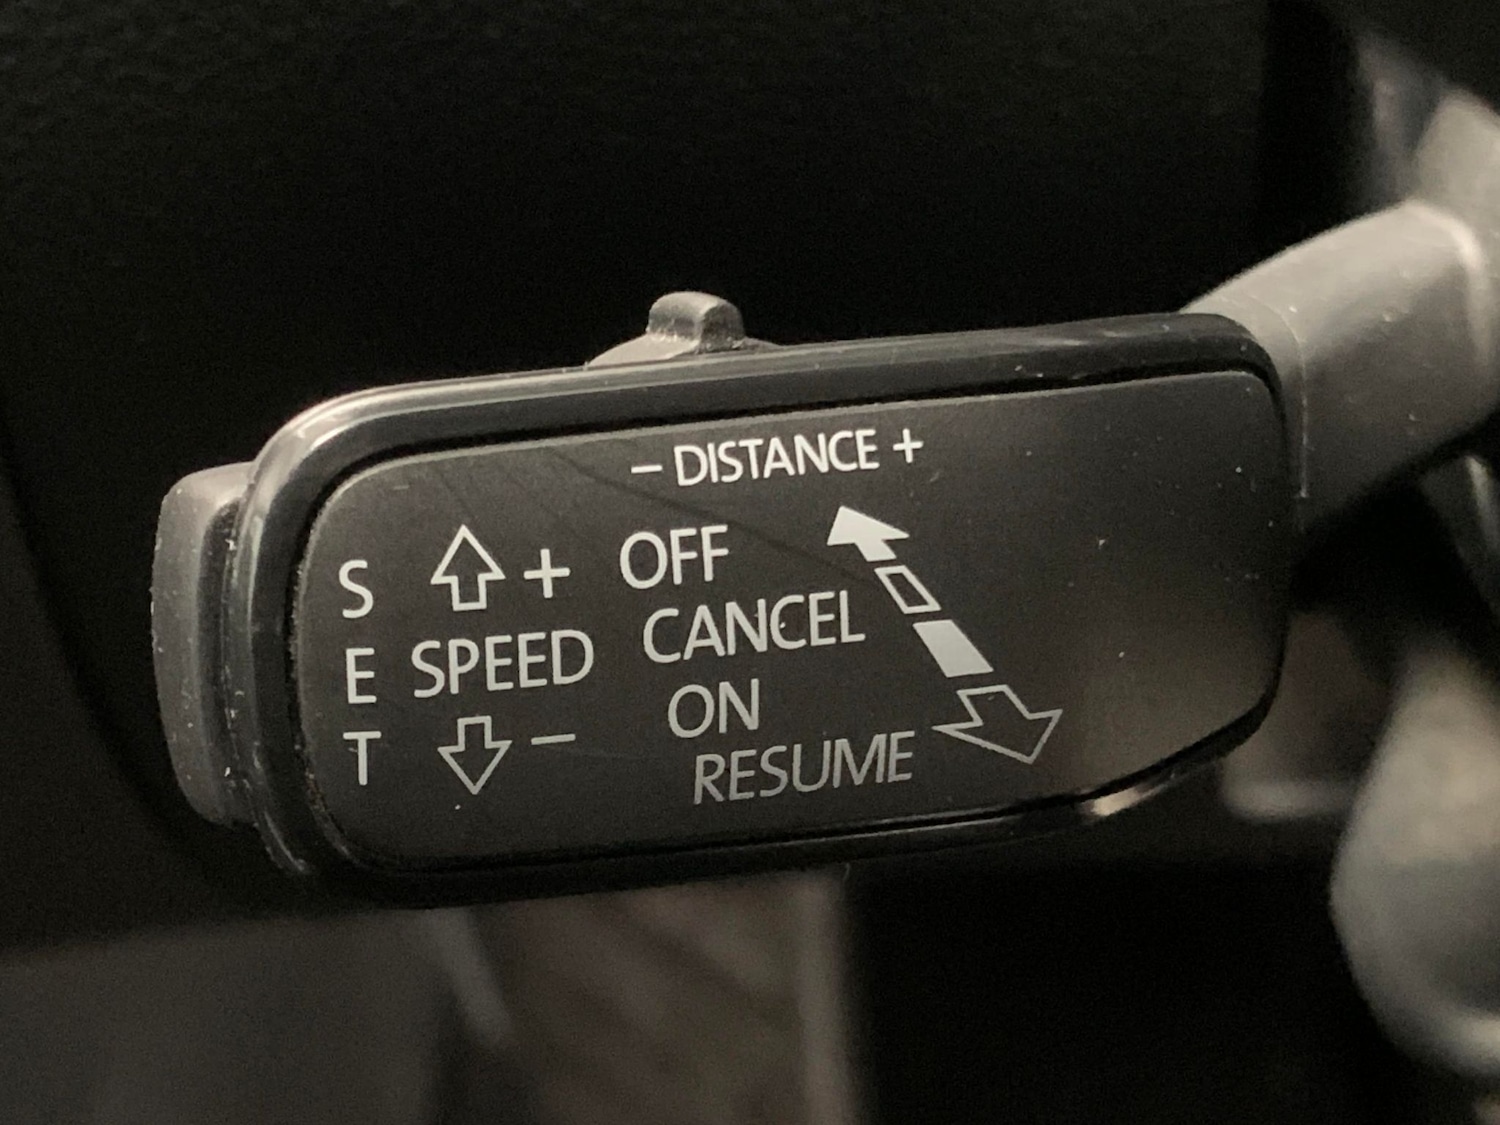 − DISTANCE +
S
E
T
+
SPEED
−
OFF
CANCEL
ON
RESUME